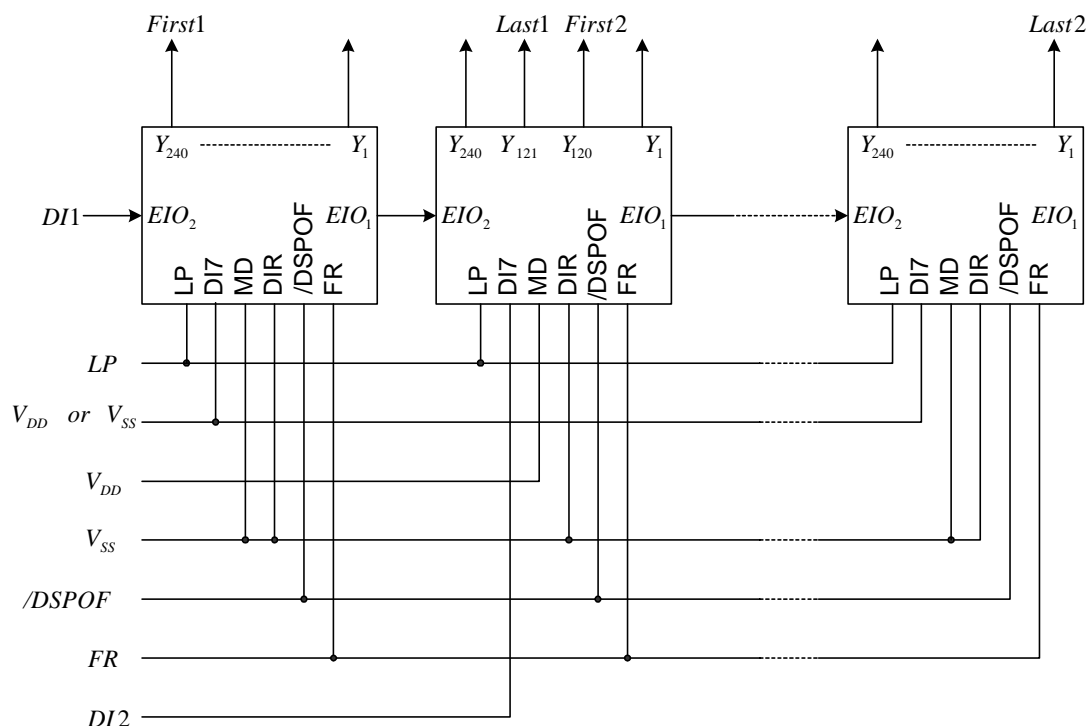 First1 Last1 First2 Last2
Y240 Y1 Y240 Y121 Y120 Y1 Y240 Y1
DI1 EIO2 EIO1 EIO2 EIO1 EIO2 EIO1
LP DI7 MD DIR /DSPOF FR LP DI7 MD DIR /DSPOF FR LP DI7 MD DIR /DSPOF FR
LP
VDD or VSS
VDD
VSS
/DSPOF
FR
DI2